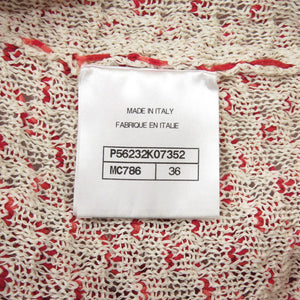 MADE IN ITALY
FABRIQUE EN ITALIE
P56232K07352
MC786 36